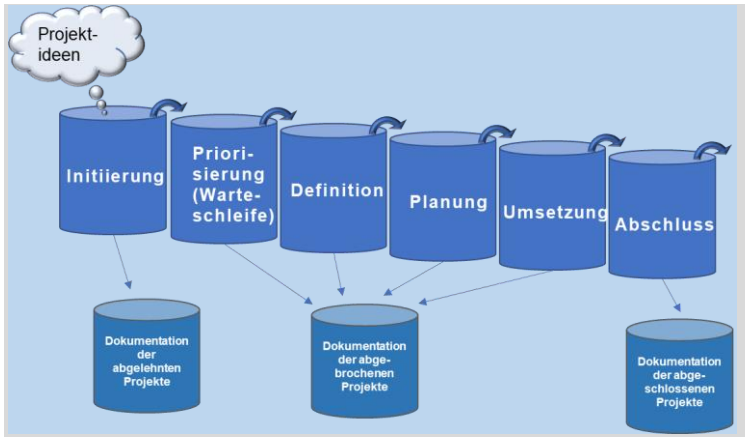 Projekt-
ideen
Initiierung
Priori-
sierung
(Warte-
schleife)
Definition
Planung
Umsetzung
Abschluss
Dokumentation
der
abgelehnten
Projekte
Dokumentation
der abge-
brochenen
Projekte
Dokumentation
der abge-
schlossenen
Projekte